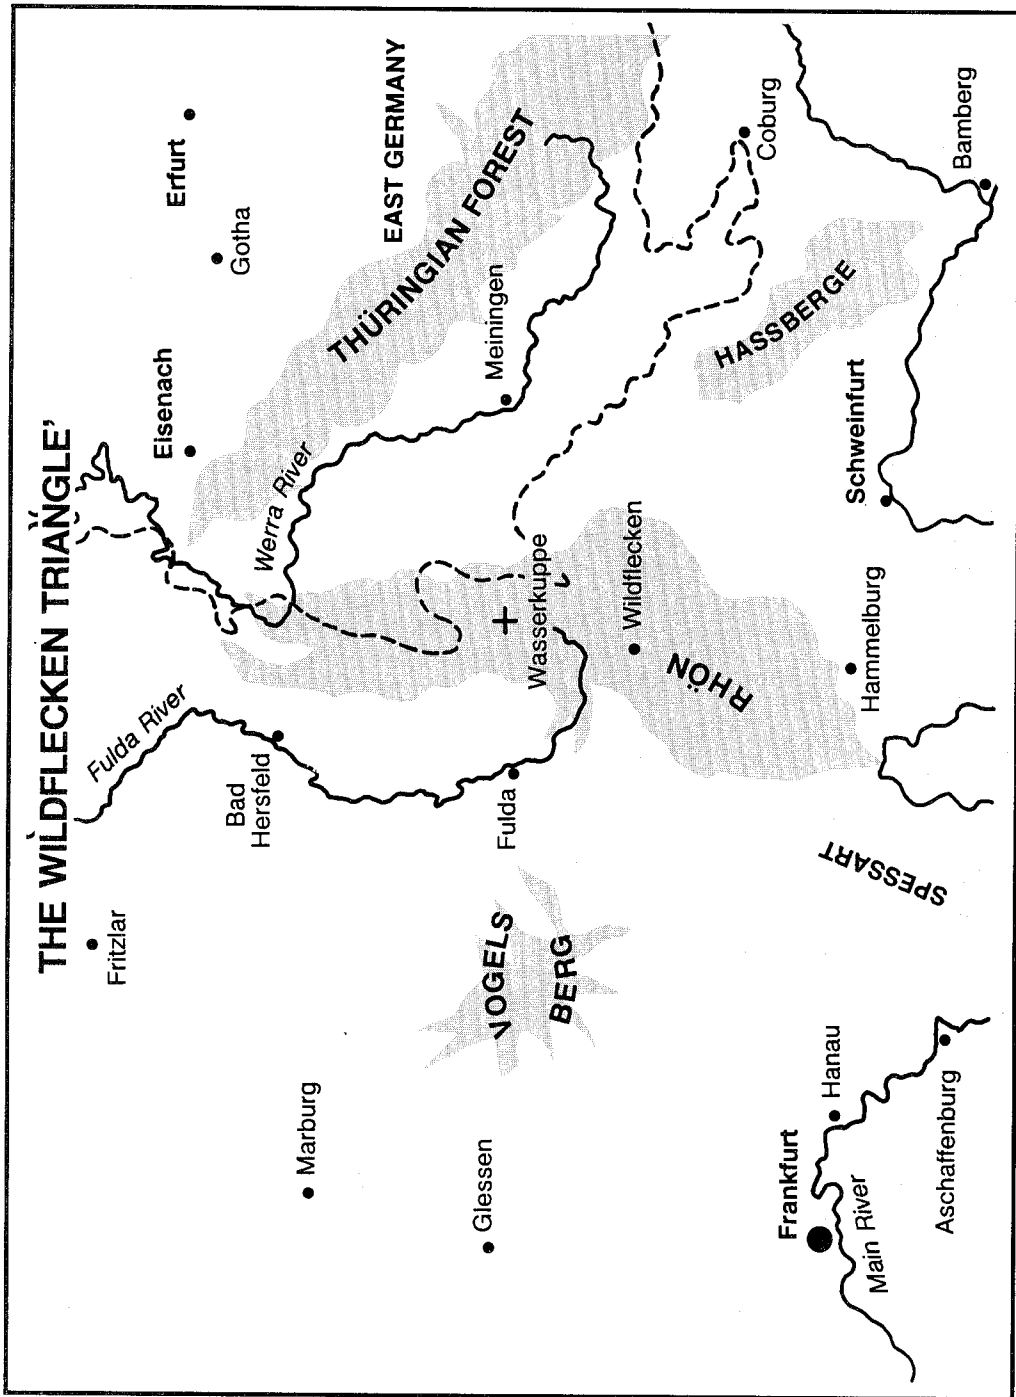 THE WILDFLECKEN TRIANGLE'
Fritzlar
Fulda River
Eisenach
Erfurt
Gotha
Bad
Hersfeld
Werra River
Marburg
EAST GERMANY
THÜRINGIAN FOREST
Glessen
VOGELS
BERG
Fulda
Wasserkuppe
Meiningen
Wildflecken
RHÖN
Coburg
HASSBERGE
Frankfurt
Main River
Hanau
SPESSART
Hammelburg
Schweinfurt
Aschaffenburg
Bamberg